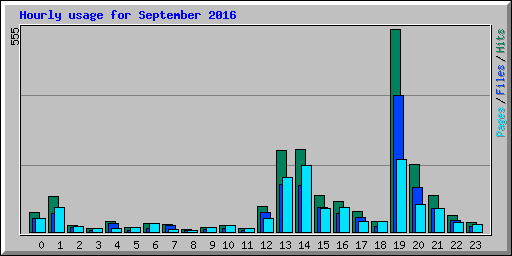 Hourly usage for September 2016
555
Pages/Files/Hits
0 1 2 3 4 5 6 7 8 9 10 11 12 13 14 15 16 17 18 19 20 21 22 23